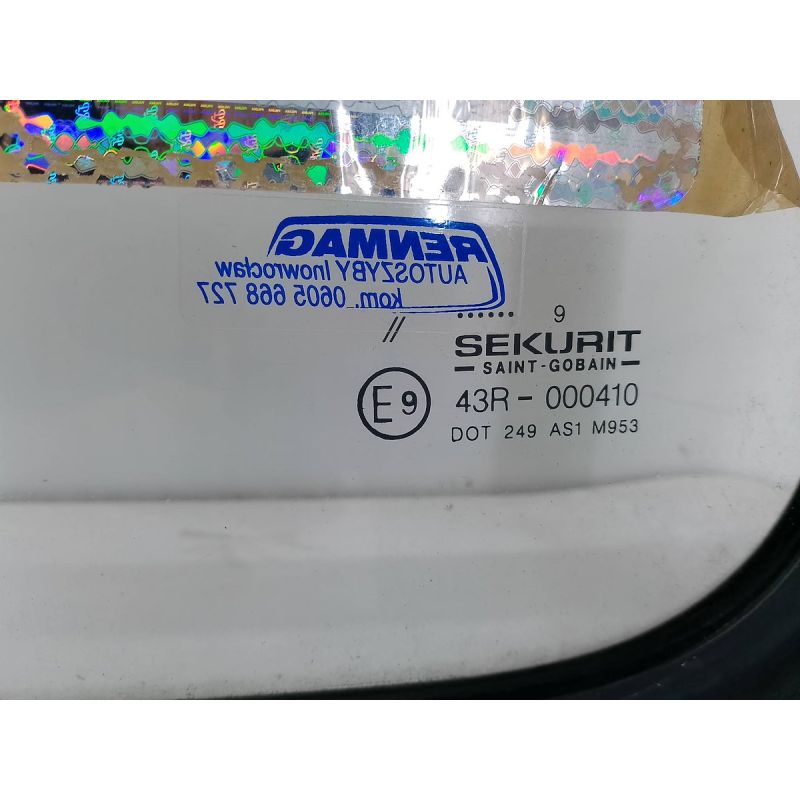 RENMAG
AUTOSZYBY Inowrocław
kom. 0605 668 727
...... 9
//
SEKURIT
— SAINT-GOBAIN —
E9 43R - 000410
DOT 249 AS1 M953